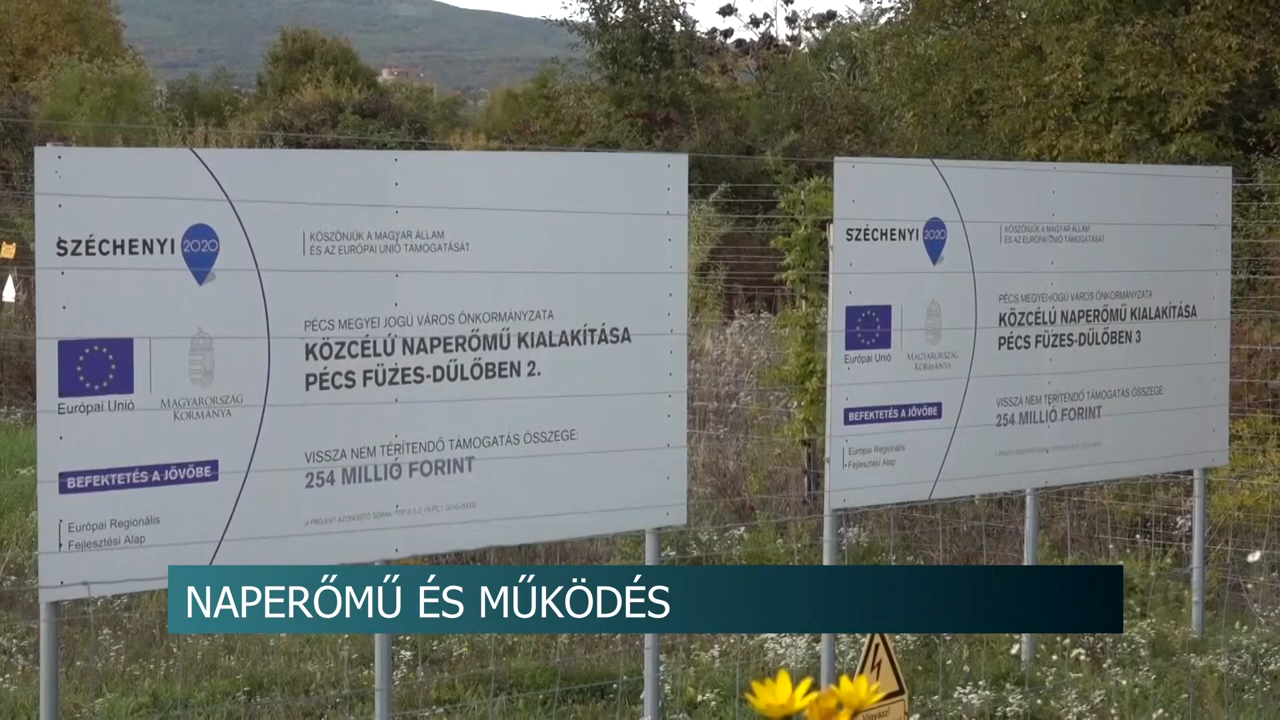 SZÉCHENYI 2020
KÖSZÖNJÜK A MAGYAR ÁLLAM
ÉS AZ EURÓPAI UNIÓ TÁMOGATÁSÁT
Európai Unió
MAGYARORSZÁG
KORMÁNYA
PÉCS MEGYEI JOGÚ VÁROS ÖNKORMÁNYZATA
KÖZCÉLÚ NAPERŐMŰ KIALAKÍTÁSA
PÉCS FÜZES-DŰLŐBEN 2.
BEFEKTETÉS A JÖVŐBE
VISSZA NEM TÉRÍTENDŐ TÁMOGATÁS ÖSSZEGE:
254 MILLIÓ FORINT
Európai Regionális
Fejlesztési Alap
SZÉCHENYI 2020
KÖSZÖNJÜK A MAGYAR ÁLLAM
ÉS AZ EURÓPAI UNIÓ TÁMOGATÁSÁT
Európai Unió
MAGYARORSZÁG
KORMÁNYA
PÉCS MEGYEI JOGÚ VÁROS ÖNKORMÁNYZATA
KÖZCÉLÚ NAPERŐMŰ KIALAKÍTÁSA
PÉCS FÜZES-DŰLŐBEN 3
BEFEKTETÉS A JÖVŐBE
VISSZA NEM TÉRÍTENDŐ TÁMOGATÁS ÖSSZEGE:
254 MILLIÓ FORINT
Európai Regionális
Fejlesztési Alap
NAPERŐMŰ ÉS MŰKÖDÉS
Vigyázz!